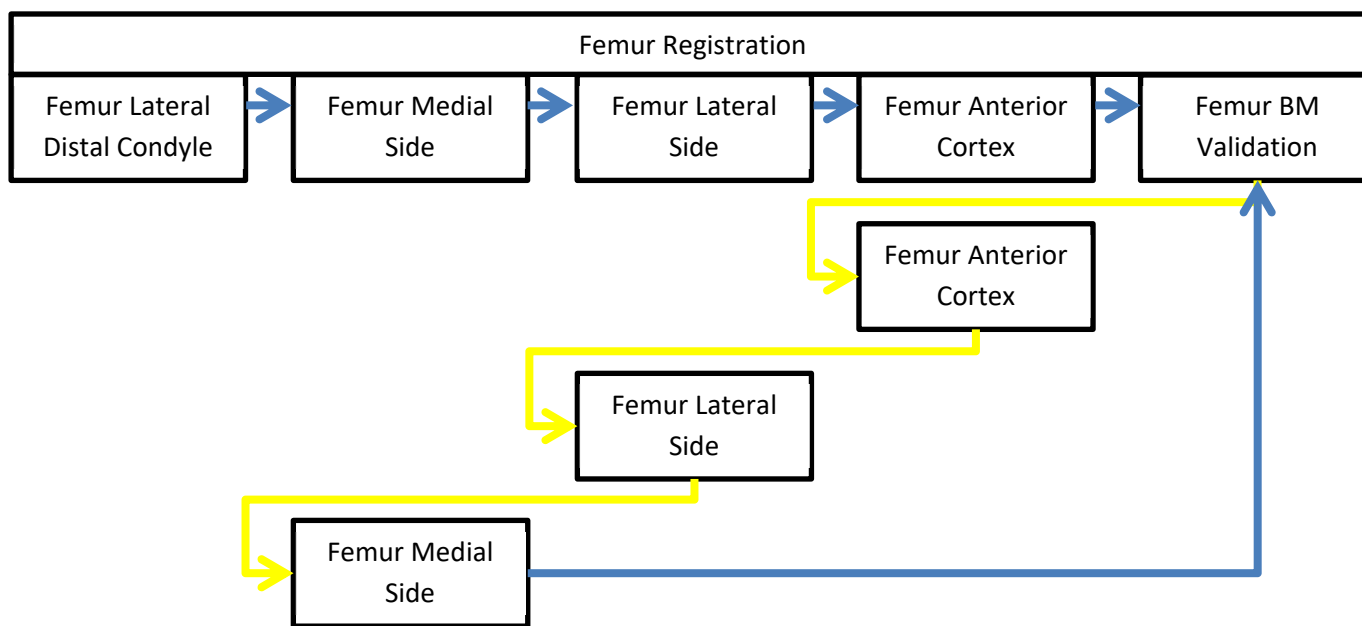 Femur Registration
Femur Lateral
Distal Condyle
Femur Medial
Side
Femur Lateral
Side
Femur Anterior
Cortex
Femur BM
Validation
Femur Anterior
Cortex
Femur Lateral
Side
Femur Medial
Side